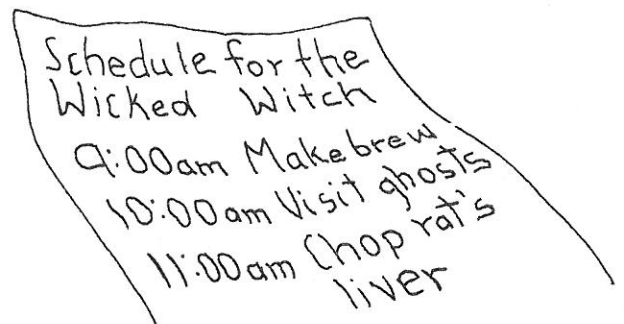 Schedule for the
Wicked Witch
9:00am Make brew
10:00am Visit ghosts
11:00am Chop rat's
liver